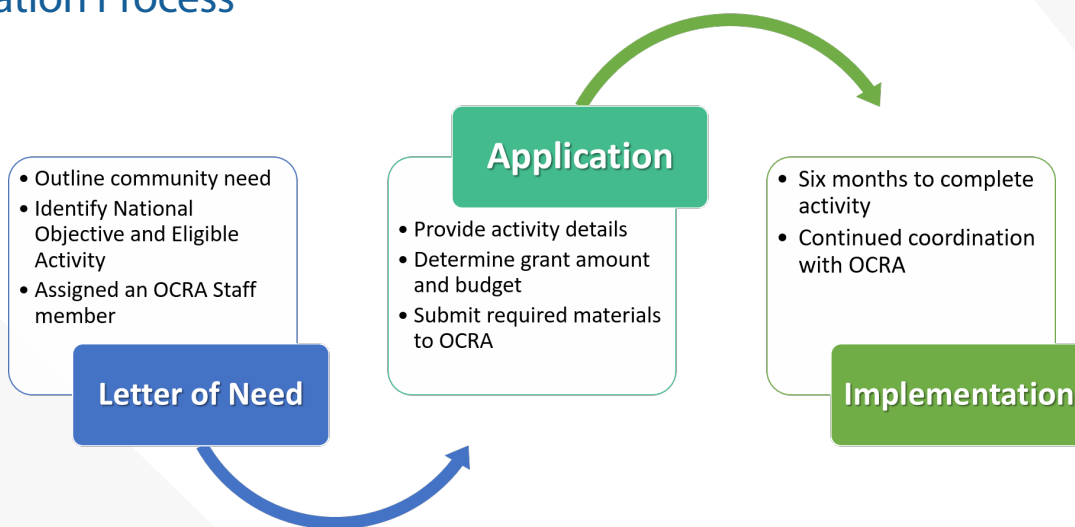 ation Process
• Outline community need
• Identify National
Objective and Eligible
Activity
• Assigned an OCRA Staff
member
Letter of Need
Application
• Provide activity details
• Determine grant amount
and budget
• Submit required materials
to OCRA
• Six months to complete
activity
• Continued coordination
with OCRA
Implementation